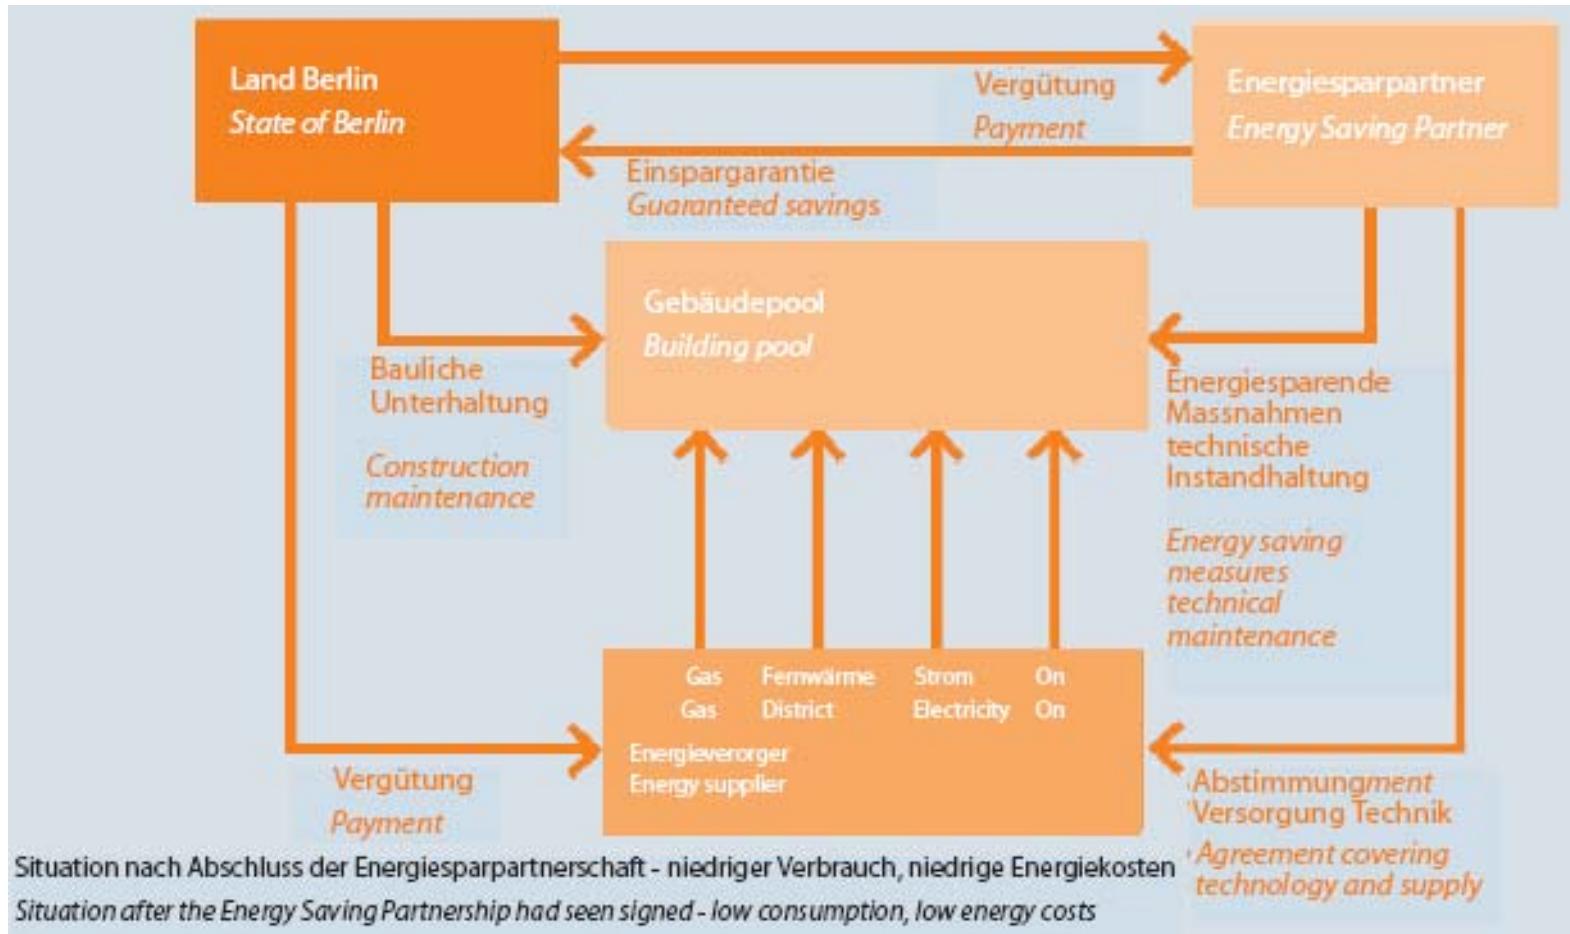 Land Berlin
State of Berlin
Energiesparpartner
Energy Saving Partner
Vergütung
Payment
Einspargarantie
Guaranteed savings
Gebäudepool
Building pool
Bauliche
Unterhaltung
Construction
maintenance
Energiesparende
Massnahmen
technische
Instandhaltung
Energy saving
measures
technical
maintenance
Gas Fernwärme Strom On
Gas District Electricity On
Energieverorger
Energy supplier
Vergütung
Payment
Abstimmungment
Versorgung Technik
Agreement covering
technology and supply
Situation nach Abschluss der Energiesparpartnerschaft - niedriger Verbrauch, niedrige Energiekosten
Situation after the Energy Saving Partnership had seen signed - low consumption, low energy costs